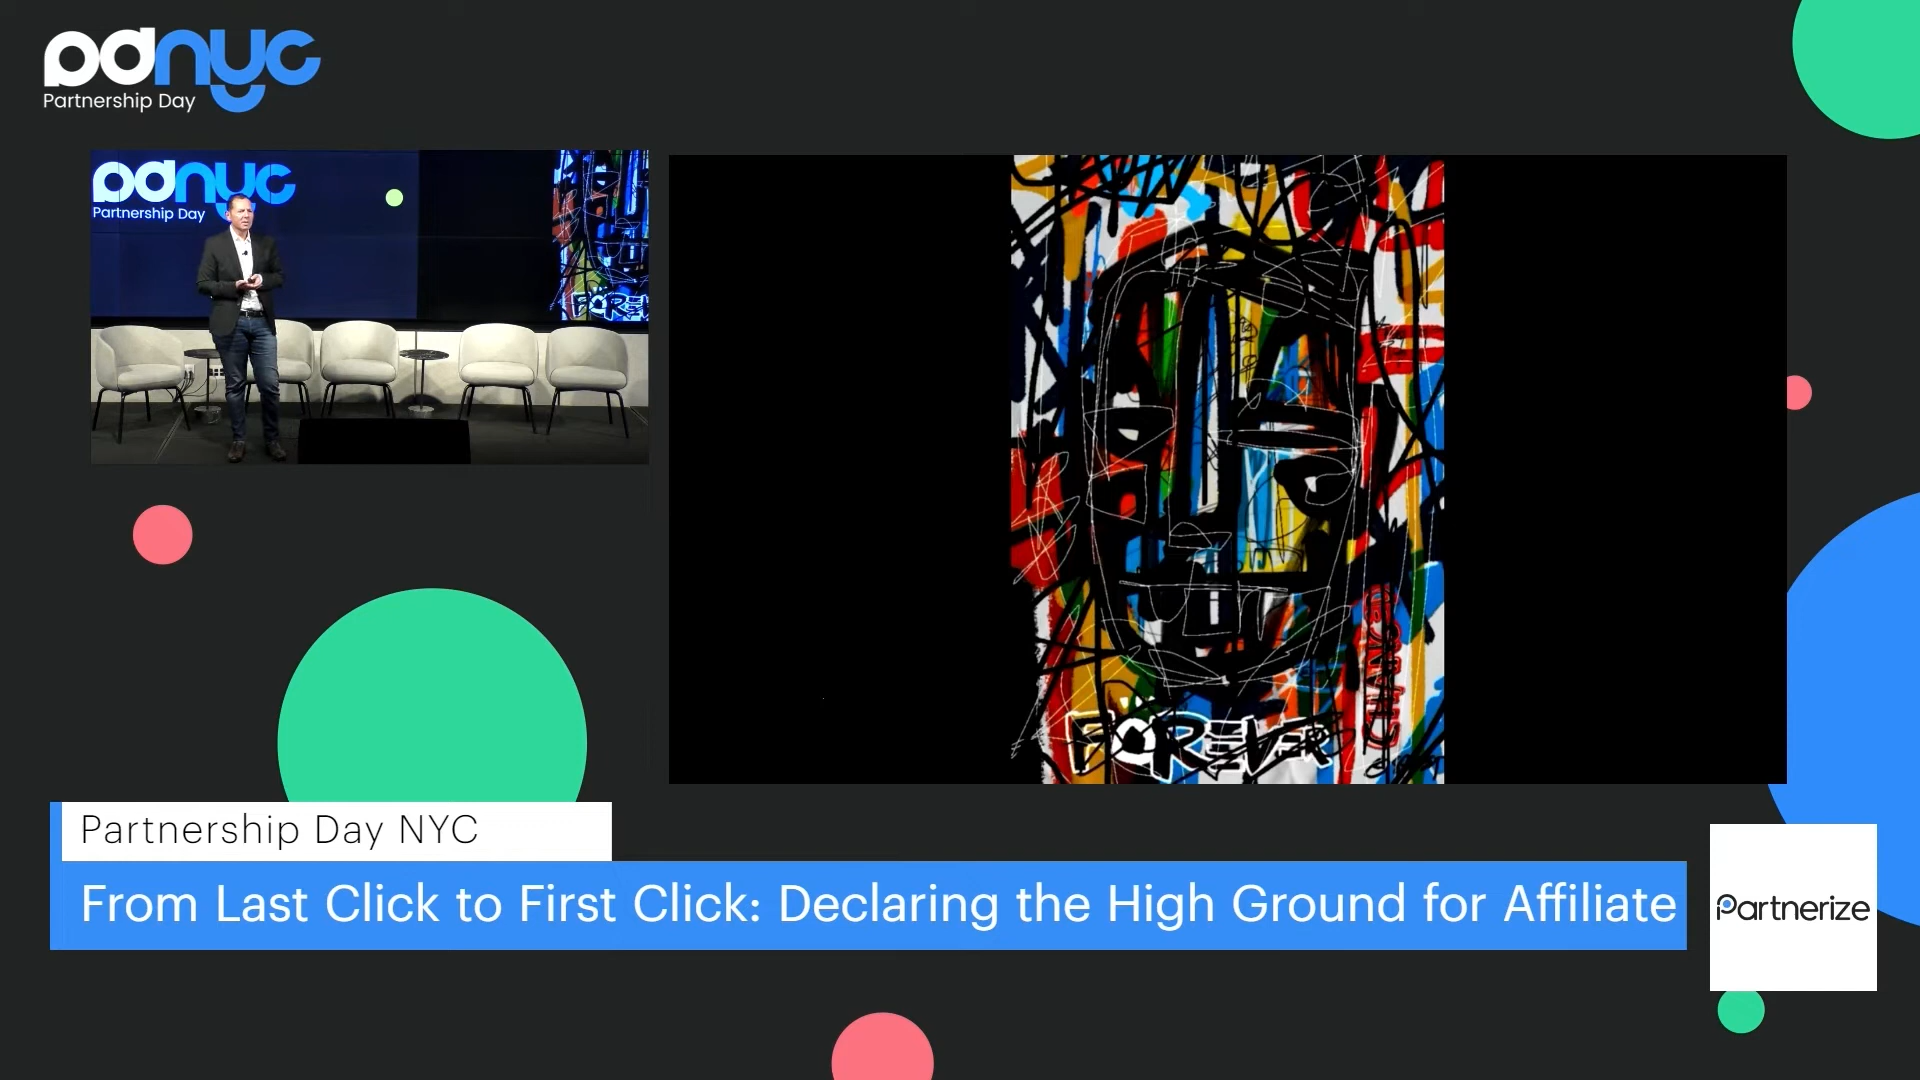 pdnyc
Partnership Day
pdnyc
Partnership Day
FOREVER
Partnership Day NYC
From Last Click to First Click: Declaring the High Ground for Affiliate
Partnerize